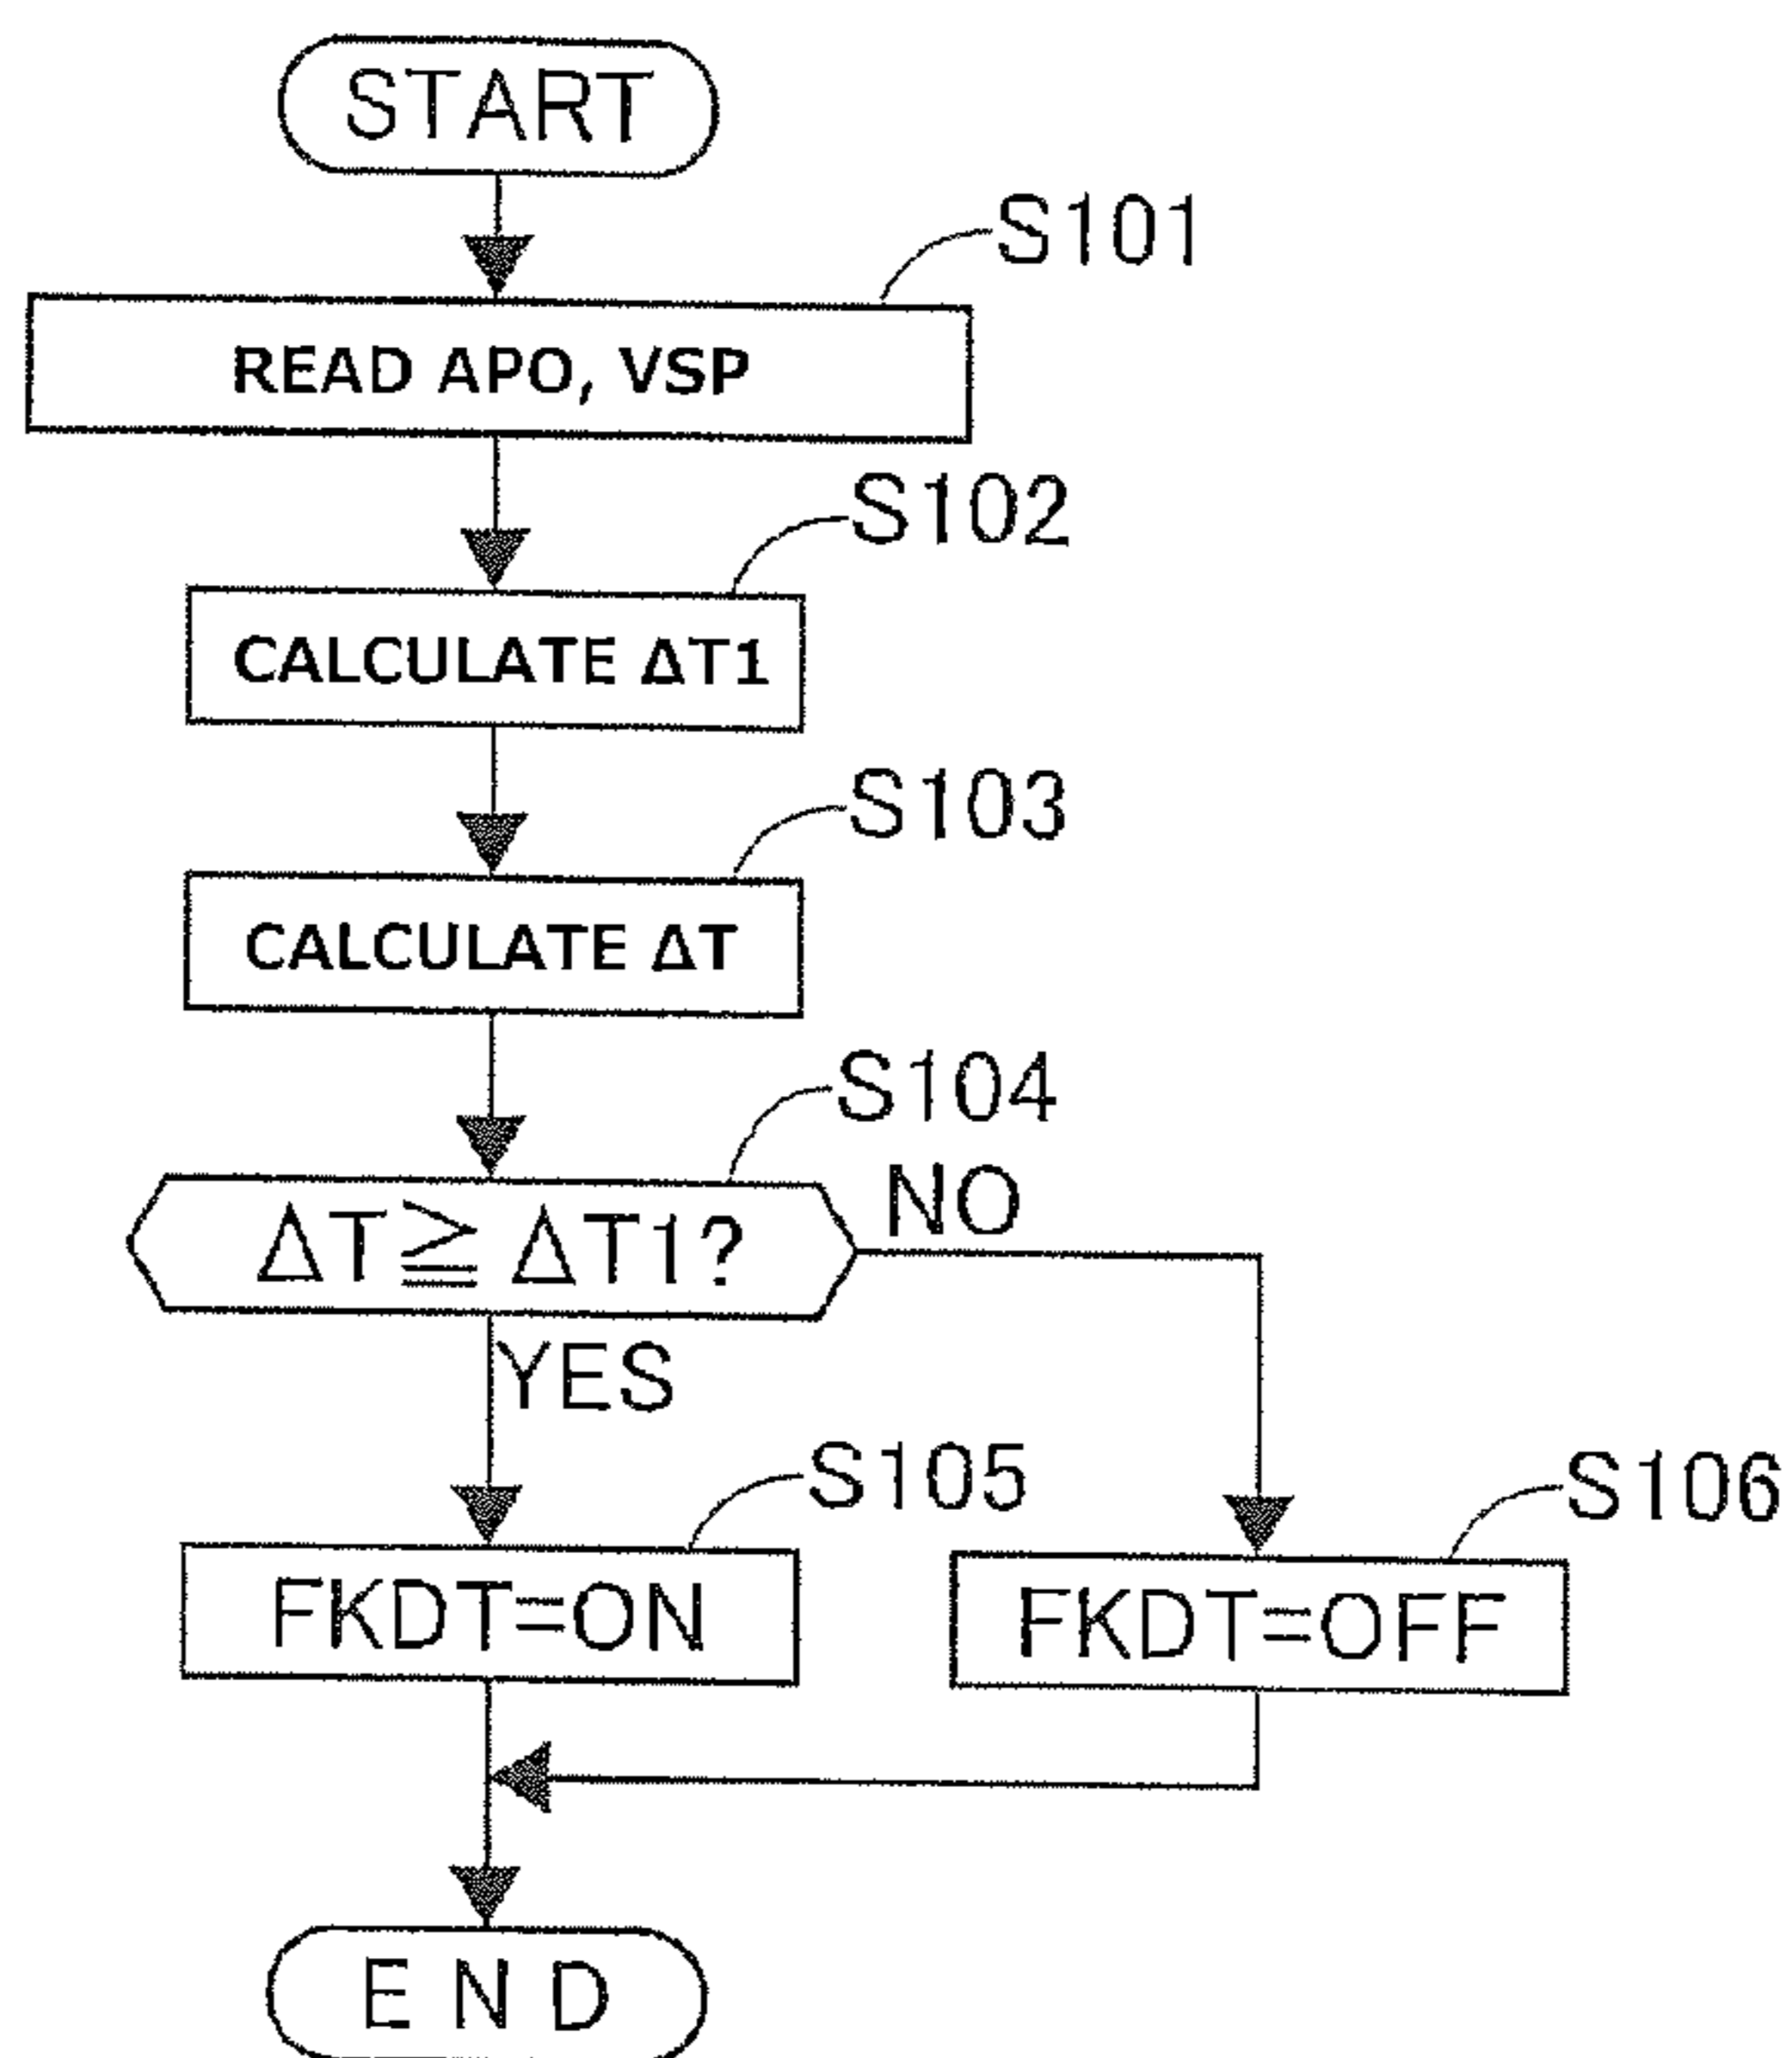 START
S101
READ APO, VSP
S102
CALCULATE ΔT1
S103
CALCULATE ΔT
S104
ΔT≧ΔT1?
NO
YES
S105
S106
FKDT=ON
FKDT=OFF
END